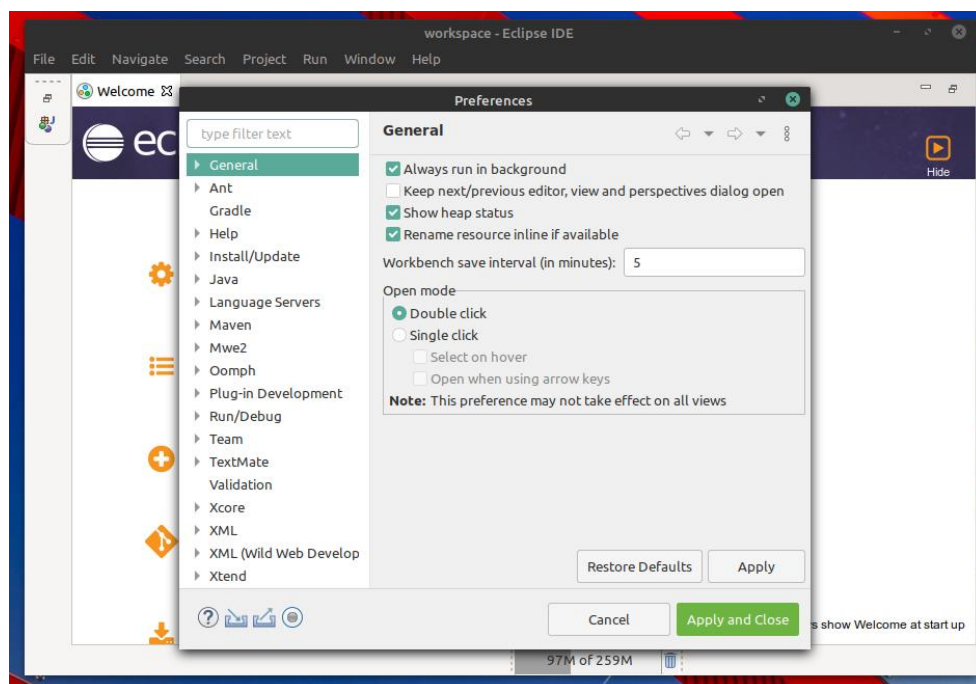 workspace - Eclipse IDE
File Edit Navigate Search Project Run Window Help
Welcome
Preferences
ec
Hide
type filter text
General
Ant
Gradle
Help
Install/Update
Java
Language Servers
Maven
Mwe2
Oomph
Plug-in Development
Run/Debug
Team
TextMate
Validation
Xcore
XML
XML (Wild Web Develop
Xtend
General
Always run in background
Keep next/previous editor, view and perspectives dialog open
Show heap status
Rename resource inline if available
Workbench save interval (in minutes): 5
Open mode
Double click
Single click
Select on hover
Open when using arrow keys
Note: This preference may not take effect on all views
Restore Defaults Apply
Cancel Apply and Close
s show Welcome at start up
97M of 259M